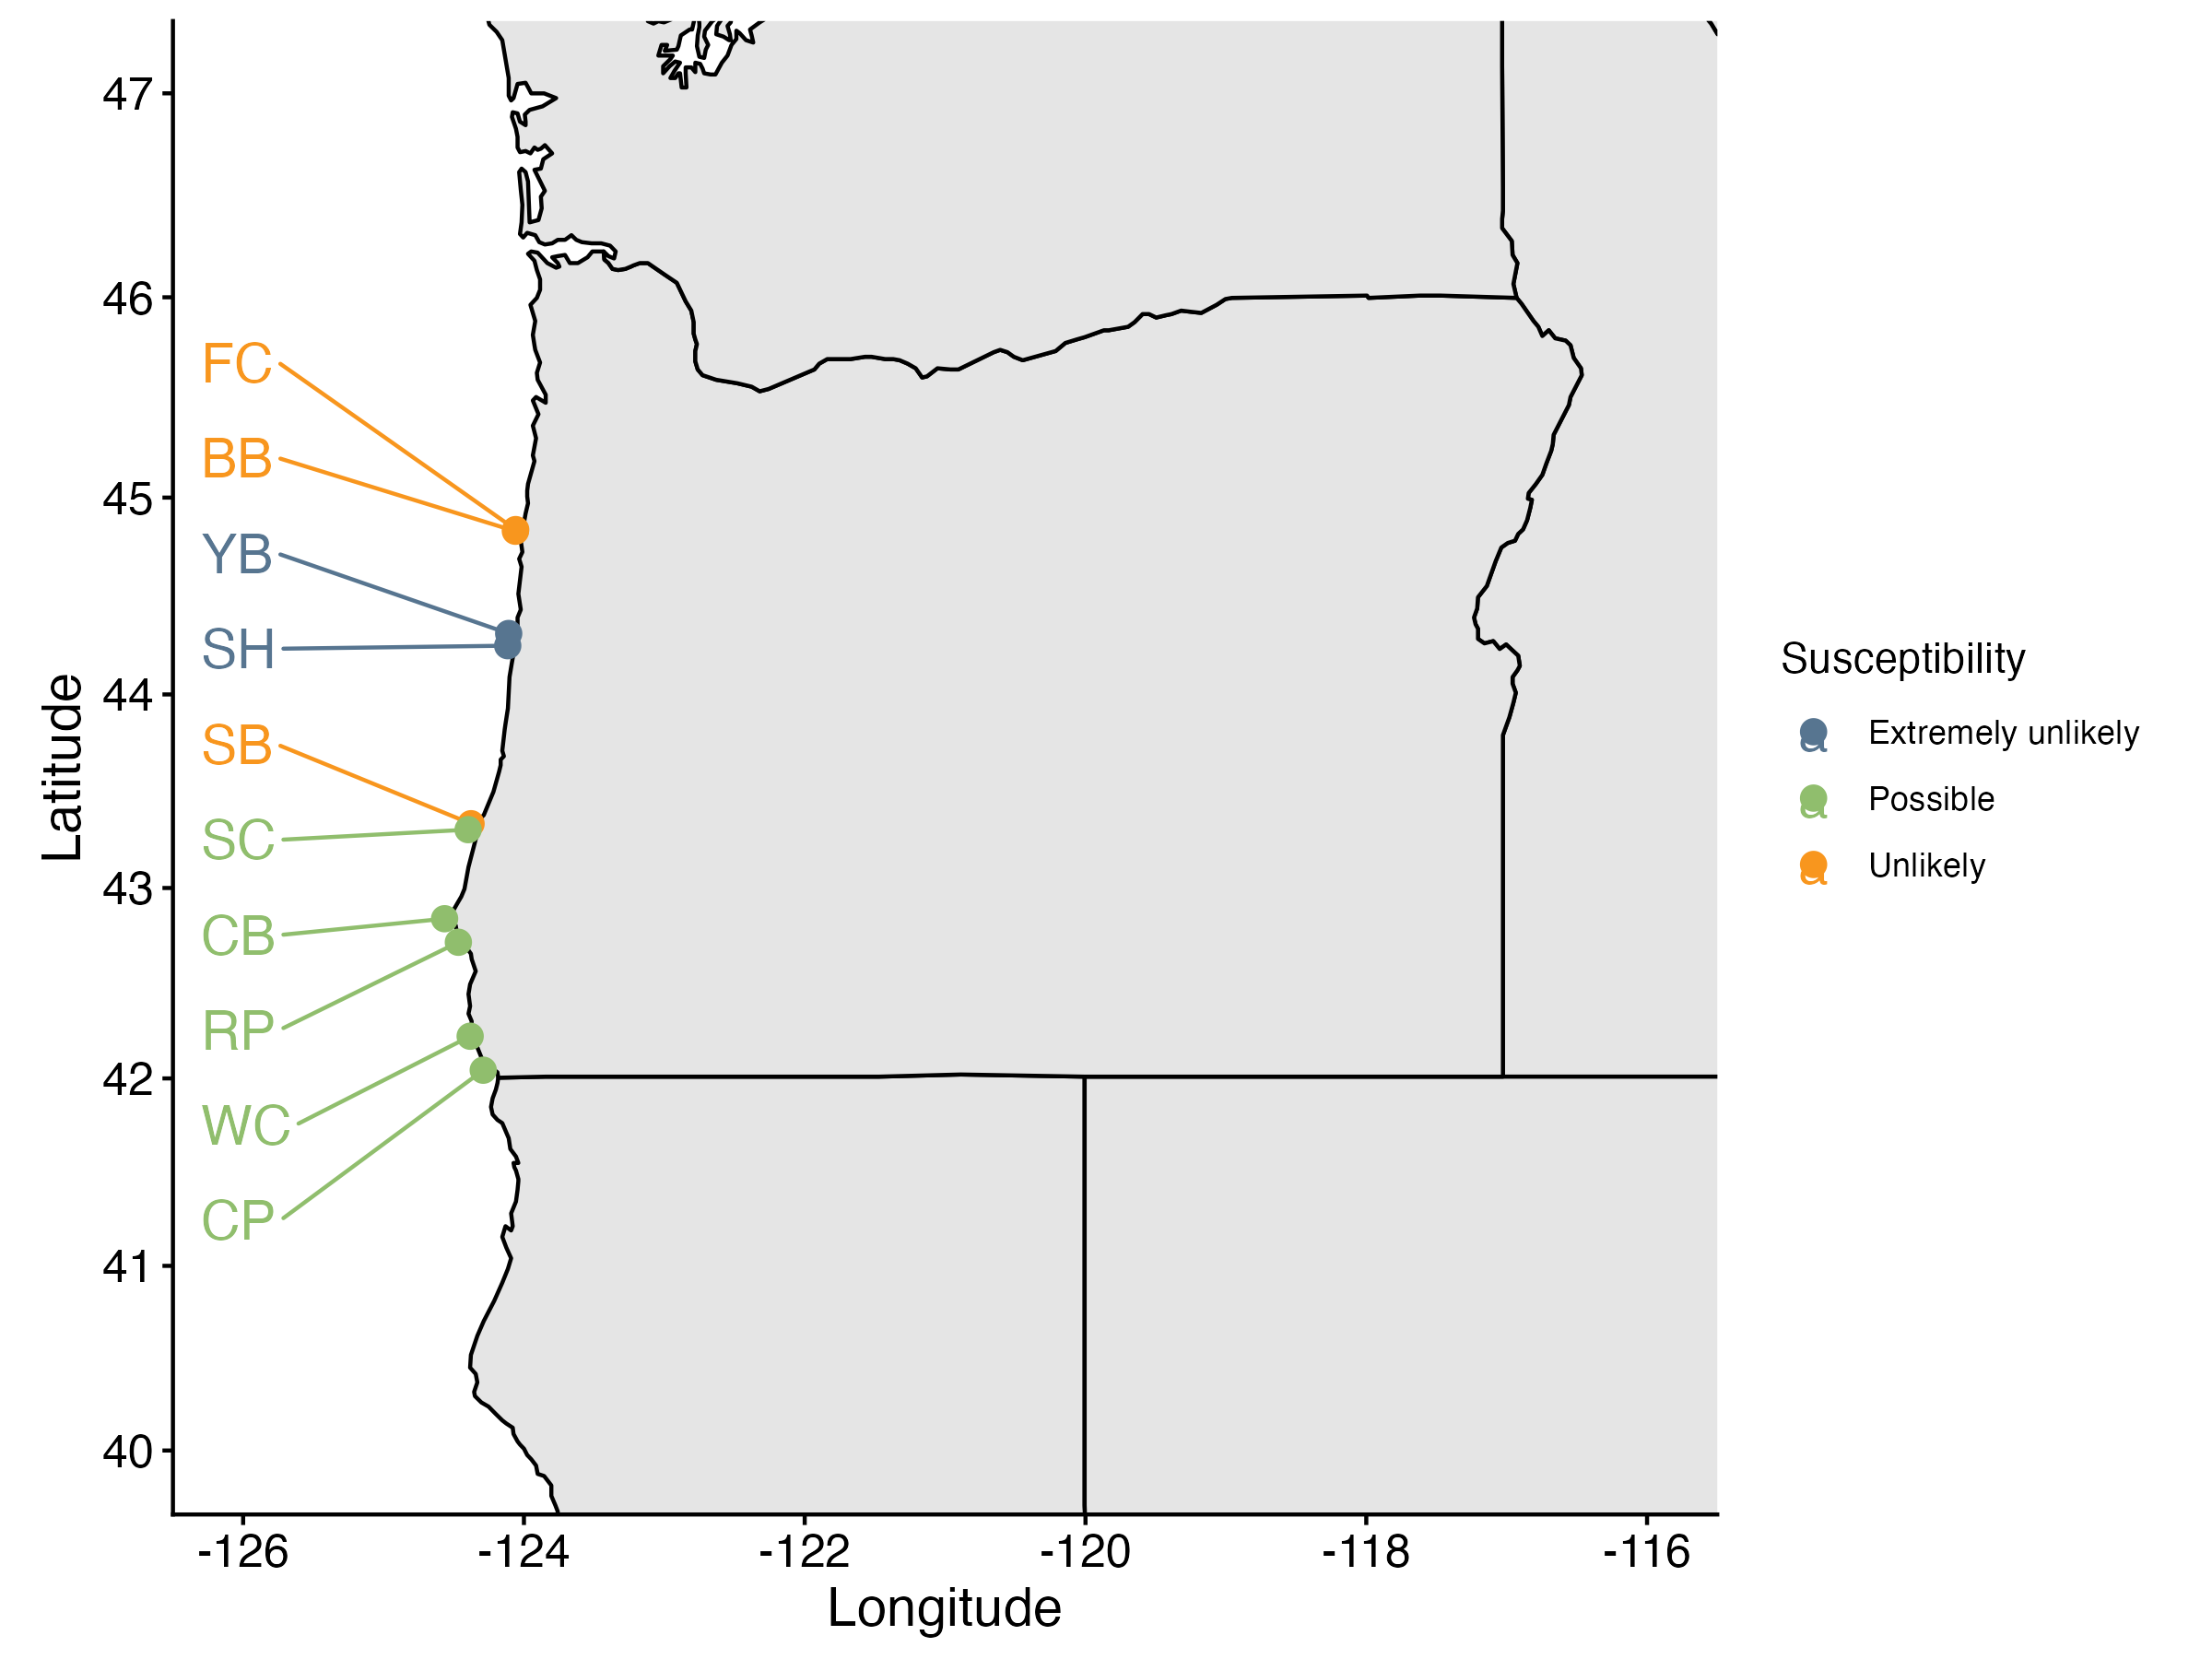 47
46
45
44
43
42
41
40
Latitude
FC
BB
YB
SH
SB
SC
CB
RP
WC
CP
-126 -124 -122 -120 -118 -116
Longitude
Susceptibility
a Extremely unlikely
a Possible
a Unlikely